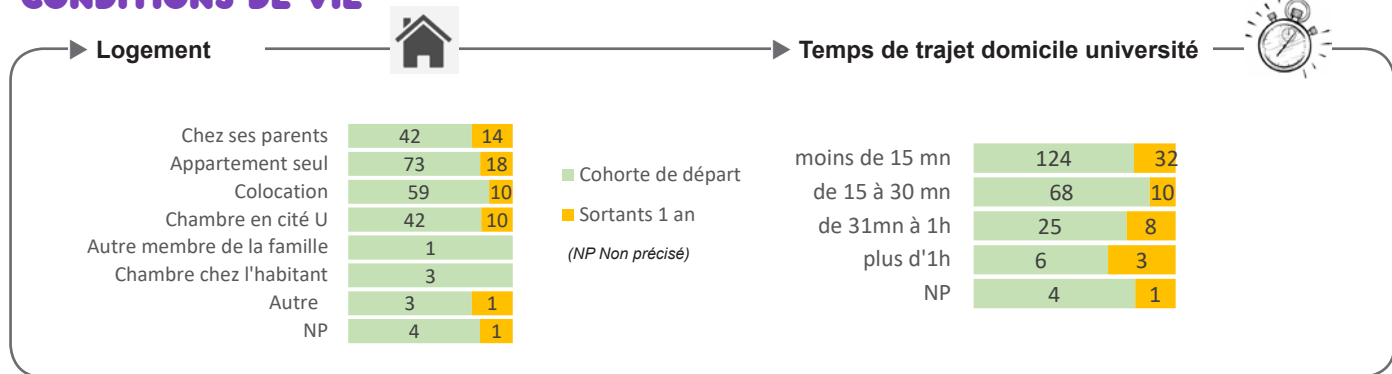 CONDITIONS DE VIE
Logement
Temps de trajet domicile université
Chez ses parents 42 14
Appartement seul 73 18
Colocation 59 10
Chambre en cité U 42 10
Autre membre de la famille 1
Chambre chez l'habitant 3
Autre 3 1
NP 4 1
Cohorte de départ
Sortants 1 an
(NP Non précisé)
moins de 15 mn 124 32
de 15 à 30 mn 68 10
de 31mn à 1h 25 8
plus d'1h 6 3
NP 4 1